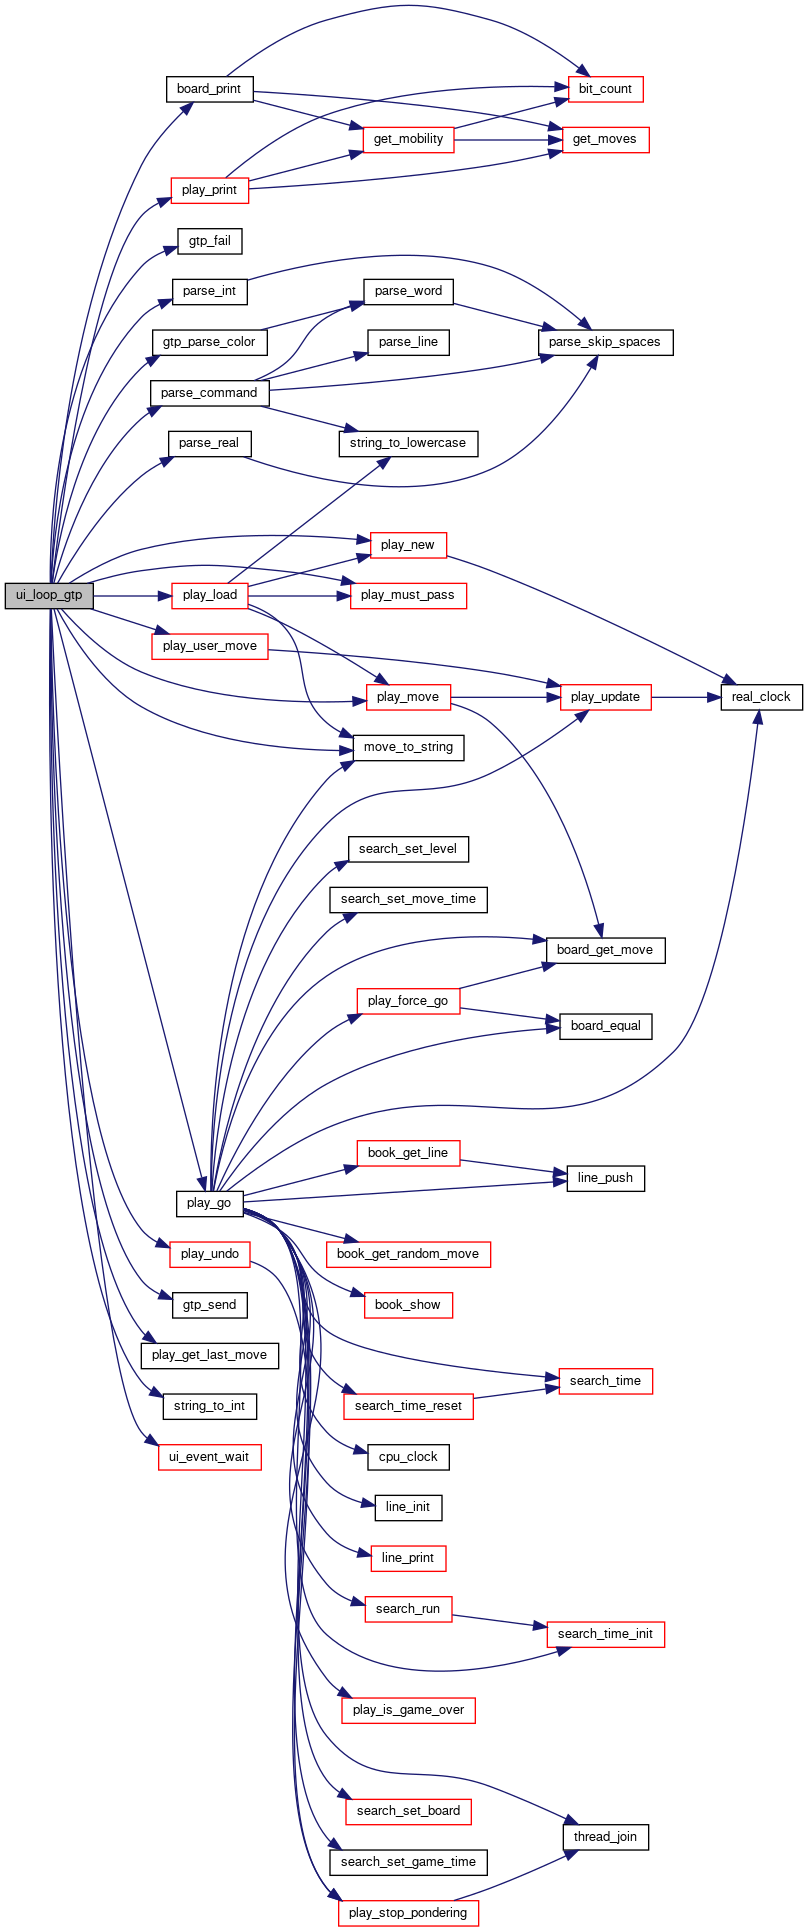 board_print
bit_count
get_mobility
get_moves
play_print
gtp_fail
parse_int
parse_word
gtp_parse_color
parse_line
parse_skip_spaces
parse_command
parse_real
string_to_lowercase
play_new
ui_loop_gtp
play_load
play_must_pass
play_user_move
play_move
play_update
real_clock
move_to_string
search_set_level
search_set_move_time
board_get_move
play_force_go
board_equal
book_get_line
line_push
play_go
play_undo
book_get_random_move
gtp_send
book_show
play_get_last_move
search_time
string_to_int
search_time_reset
ui_event_wait
cpu_clock
line_init
line_print
search_run
search_time_init
play_is_game_over
search_set_board
thread_join
search_set_game_time
play_stop_pondering